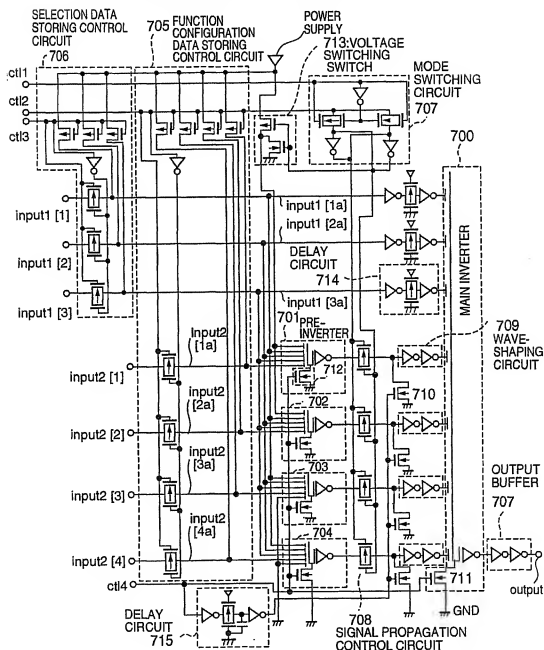 SELECTION DATA
STORING CONTROL
CIRCUIT
706
705
FUNCTION
CONFIGURATION
DATA STORING
CONTROL CIRCUIT
POWER
SUPPLY
713:VOLTAGE
SWITCHING
SWITCH
MODE
SWITCHING
CIRCUIT
707
ctl1
ctl2
ctl3
700
MAIN INVERTER
input1 [1]
input1 [1a]
input1 [2]
input1 [2a]
DELAY
CIRCUIT
714
input1 [3]
input1 [3a]
701
PRE-
INVERTER
712
input2
[1a]
input2 [1]
709
WAVE-
SHAPING
CIRCUIT
710
702
input2
[2a]
input2 [2]
703
input2
[3a]
input2 [3]
OUTPUT
BUFFER
707
704
input2
[4a]
input2 [4]
ctl4
711
output
GND
DELAY
CIRCUIT
715
708
SIGNAL PROPAGATION
CONTROL CIRCUIT